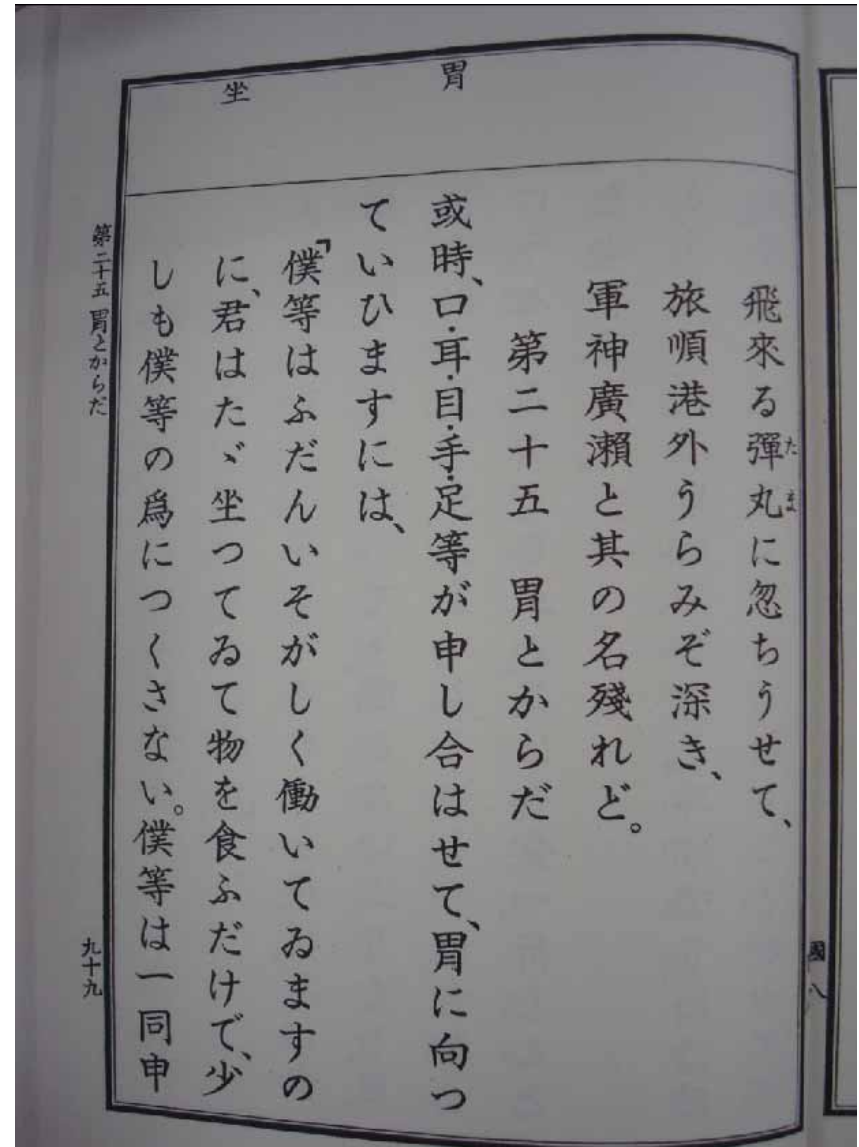 胃
坐
飛來る彈丸に忽ちうせて、
たま
旅順港外うらみぞ深き、
軍神廣瀨と其の名殘れど。
第二十五　胃とからだ
或時、口・耳・目・手・足等が申し合はせて、胃に向つ
ていひますには、
「僕等はふだんいそがしく働いてゐますの
に、君はたゞ坐つてゐて物を食ふだけで、少
しも僕等の爲につくさない。僕等は一同申
第二十五 胃とからだ
九十九
國八